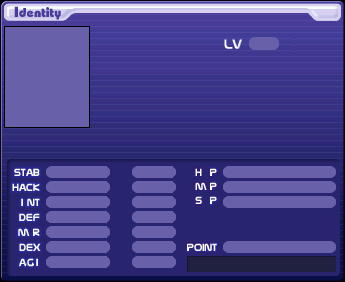 Identity
LV
STAB
HACK
INT
DEF
MR
DEX
AGI
HP
MP
SP
POINT